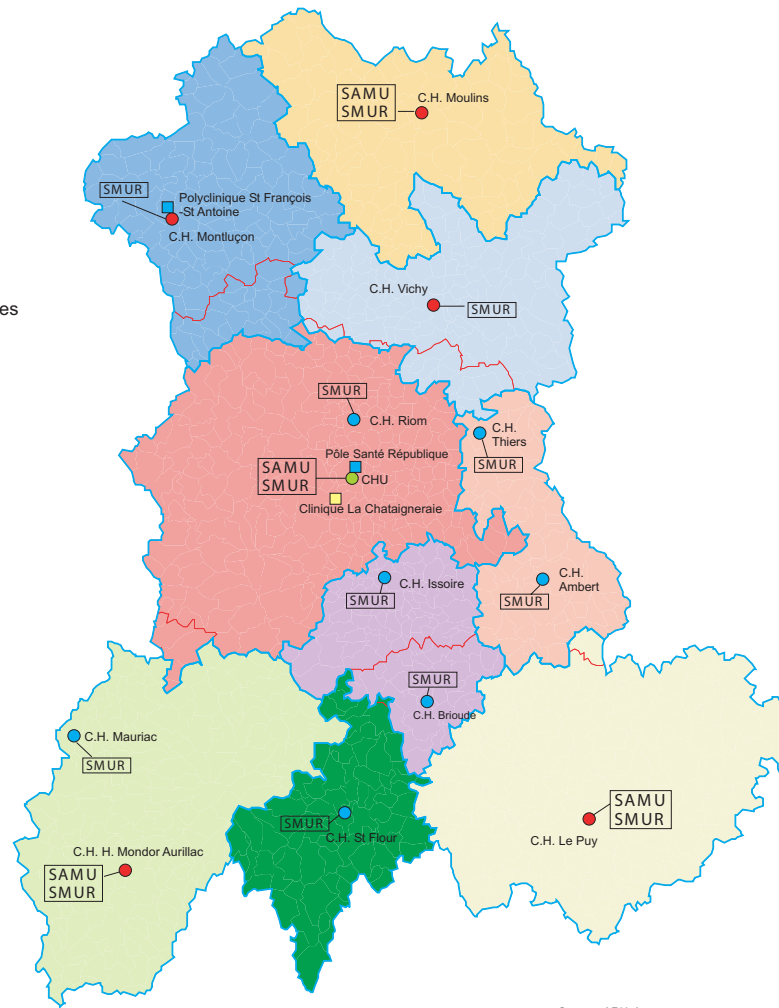 SAMU
SMUR
C.H. Moulins
SMUR
Polyclinique St François
-St Antoine
C.H. Montluçon
es
C.H. Vichy
SMUR
SMUR
C.H. Riom
C.H.
Thiers
SMUR
Pôle Santé République
SAMU
SMUR
CHU
Clinique La Chataigneraie
C.H. Issoire
SMUR
C.H.
Ambert
SMUR
SMUR
C.H. Brioude
C.H. Mauriac
SMUR
SAMU
SMUR
C.H. Le Puy
SMUR
C.H. St Flour
C.H. H. Mondor Aurillac
SAMU
SMUR